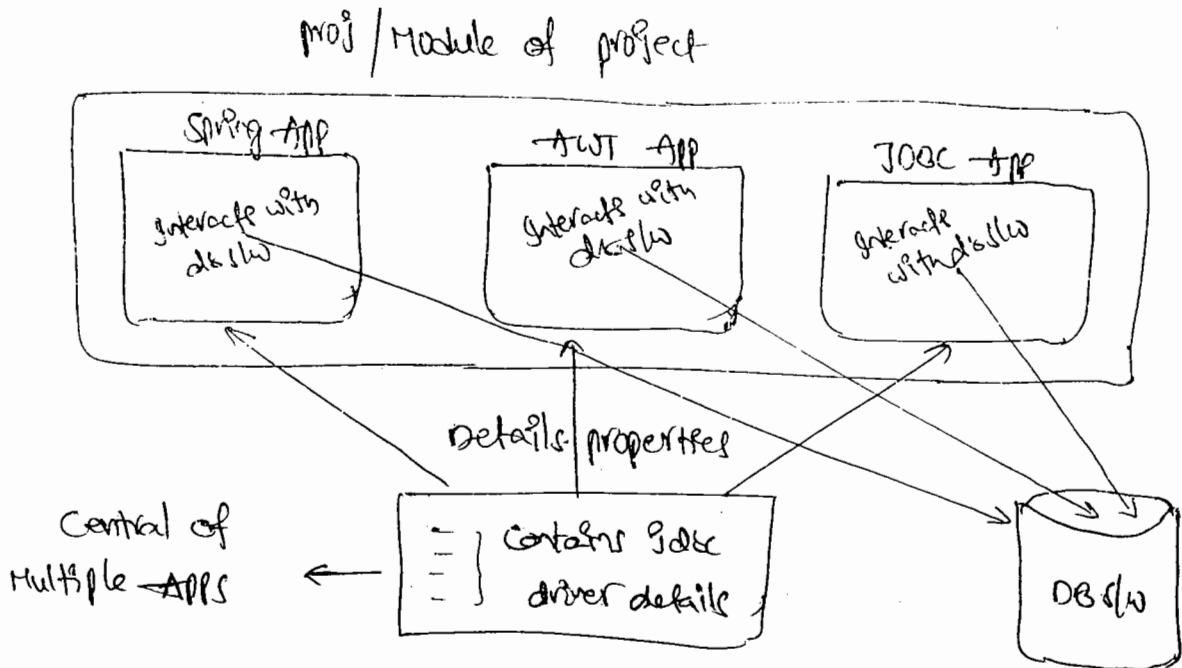 proj / Module of project
Spring App
AWT App
JDBC App
Interacts with
db s/w
Interacts with
db s/w
Interacts
with db s/w
Details.properties
Central of
Multiple Apps
Contains jdbc
driver details
DB s/w